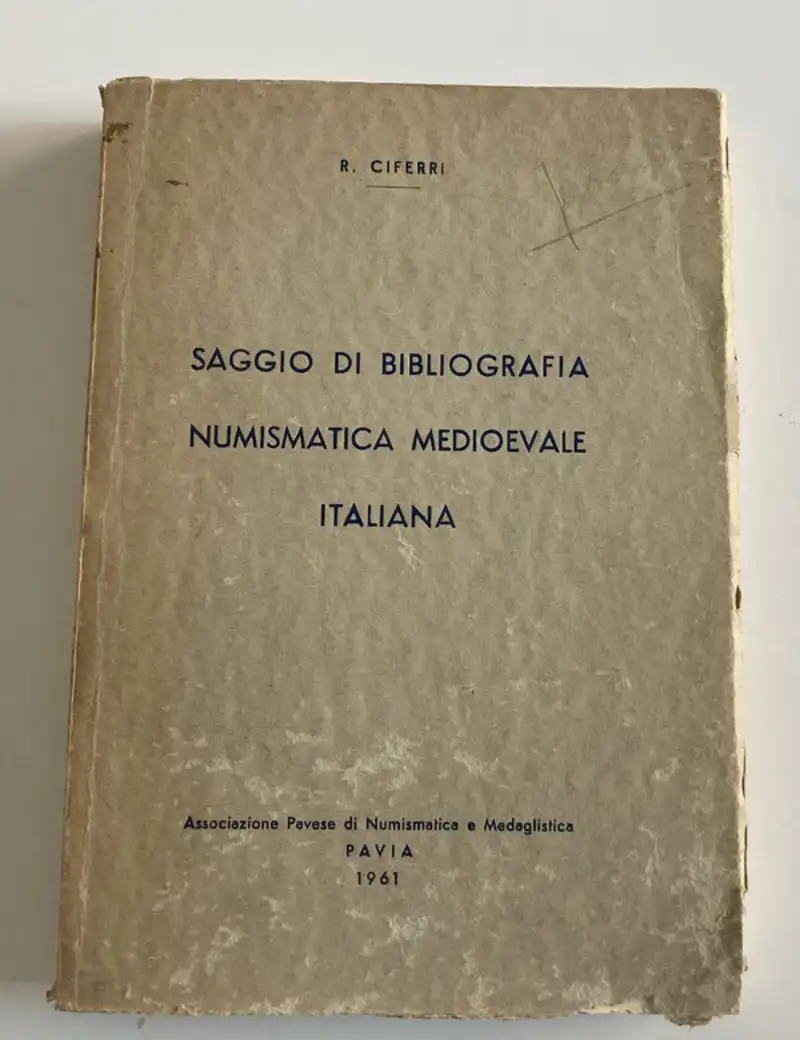 R. CIFERRI
SAGGIO DI BIBLIOGRAFIA
NUMISMATICA MEDIOEVALE
ITALIANA
Associazione Pavese di Numismatica e Medaglistica
PAVIA
1961